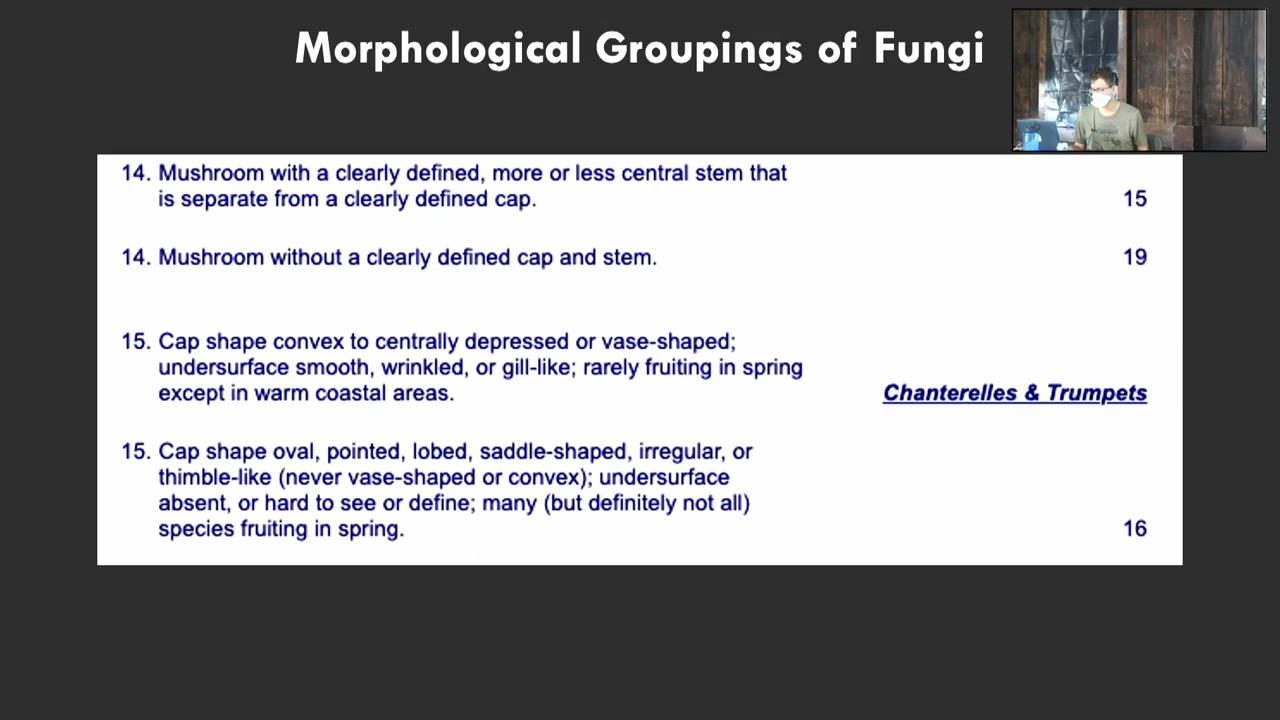 Morphological Groupings of Fungi
14. Mushroom with a clearly defined, more or less central stem that
is separate from a clearly defined cap. 15
14. Mushroom without a clearly defined cap and stem. 19
15. Cap shape convex to centrally depressed or vase-shaped;
undersurface smooth, wrinkled, or gill-like; rarely fruiting in spring
except in warm coastal areas. Chanterelles & Trumpets
15. Cap shape oval, pointed, lobed, saddle-shaped, irregular, or
thimble-like (never vase-shaped or convex); undersurface
absent, or hard to see or define; many (but definitely not all)
species fruiting in spring. 16